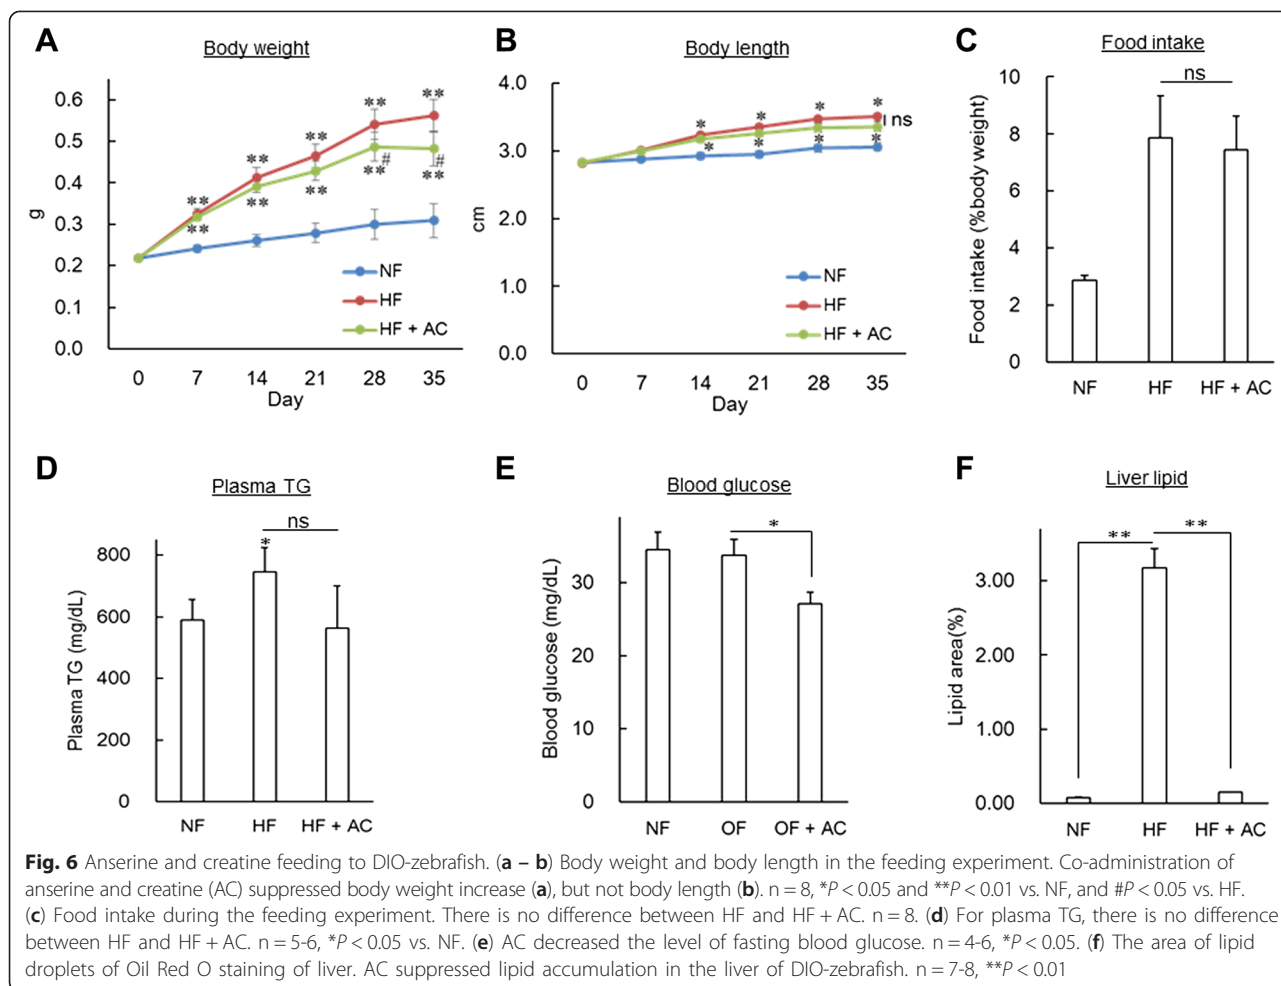 A
Body weight
0.6
0.5
0.4
0.3
0.2
0.1
0.0
g
** ** ** ** **
** ** ** ** **
# #
NF
HF
HF + AC
0 7 14 21 28 35
Day
B
Body length
4.0
3.0
2.0
1.0
0.0
cm
* * * *
* * * *
ns
NF
HF
HF + AC
0 7 14 21 28 35
Day
C
Food intake
ns
10
8
6
4
2
0
Food intake (%body weight)
NF HF HF + AC
D
Plasma TG
ns
*
800
600
400
200
0
Plasma TG (mg/dL)
NF HF HF + AC
E
Blood glucose
*
30
20
10
0
Blood glucose (mg/dL)
NF OF OF + AC
F
Liver lipid
** **
3.00
2.00
1.00
0.00
Lipid area(%)
NF HF HF + AC
Fig. 6 Anserine and creatine feeding to DIO-zebrafish. (a – b) Body weight and body length in the feeding experiment. Co-administration of
anserine and creatine (AC) suppressed body weight increase (a), but not body length (b). n = 8, *P < 0.05 and **P < 0.01 vs. NF, and #P < 0.05 vs. HF.
(c) Food intake during the feeding experiment. There is no difference between HF and HF + AC. n = 8. (d) For plasma TG, there is no difference
between HF and HF + AC. n = 5-6, *P < 0.05 vs. NF. (e) AC decreased the level of fasting blood glucose. n = 4-6, *P < 0.05. (f) The area of lipid
droplets of Oil Red O staining of liver. AC suppressed lipid accumulation in the liver of DIO-zebrafish. n = 7-8, **P < 0.01